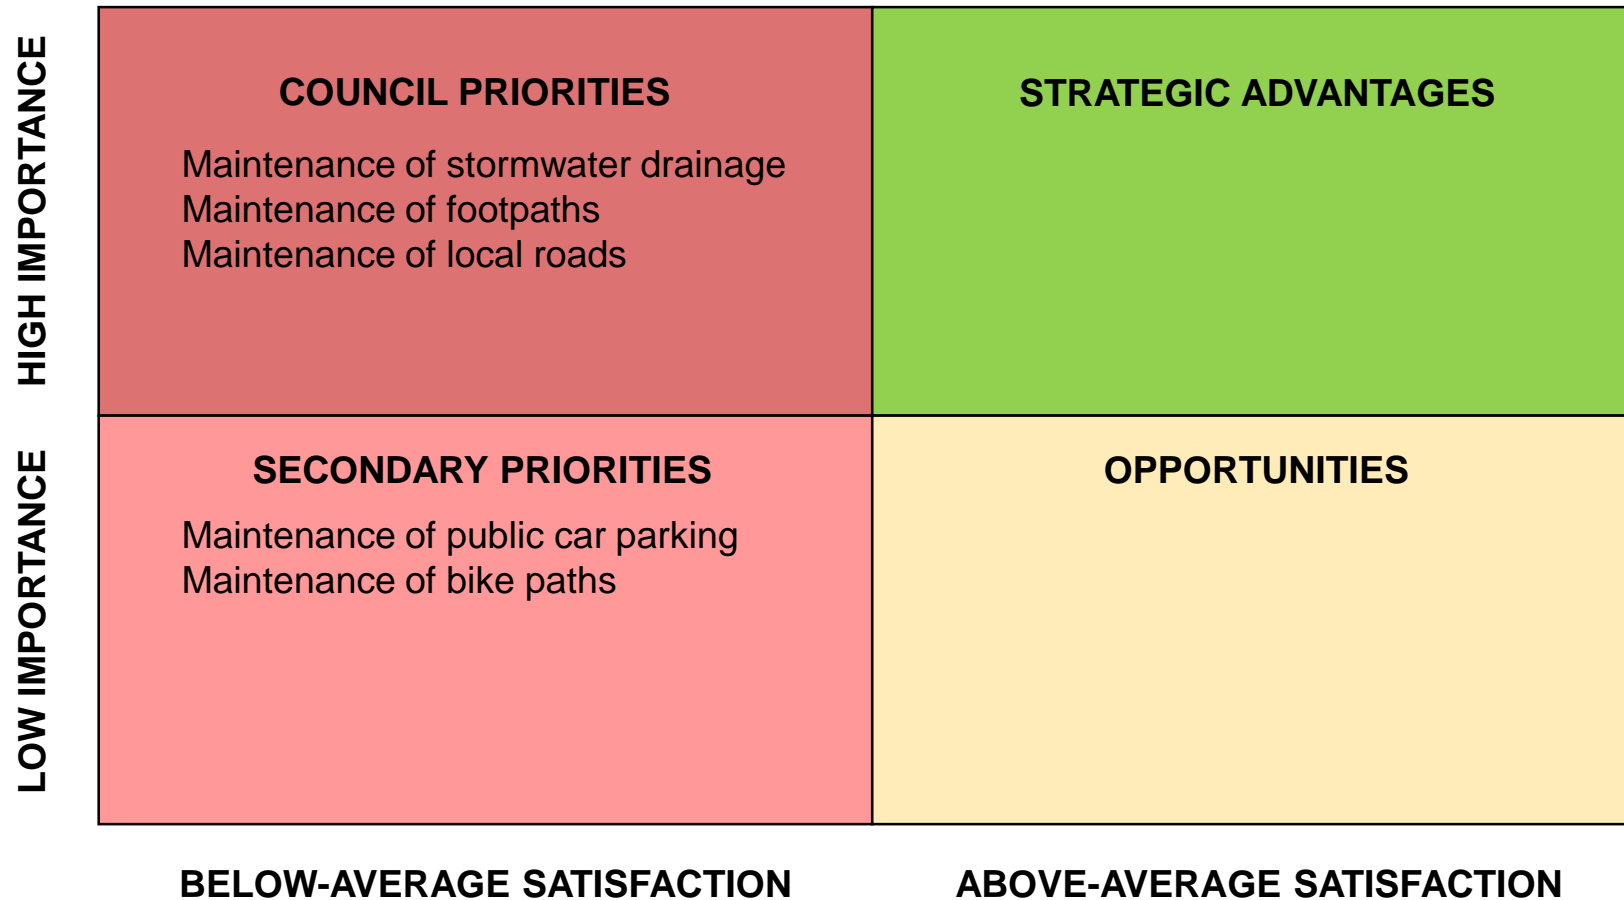 HIGH IMPORTANCE
COUNCIL PRIORITIES
Maintenance of stormwater drainage
Maintenance of footpaths
Maintenance of local roads
STRATEGIC ADVANTAGES
LOW IMPORTANCE
SECONDARY PRIORITIES
Maintenance of public car parking
Maintenance of bike paths
OPPORTUNITIES
BELOW-AVERAGE SATISFACTION
ABOVE-AVERAGE SATISFACTION